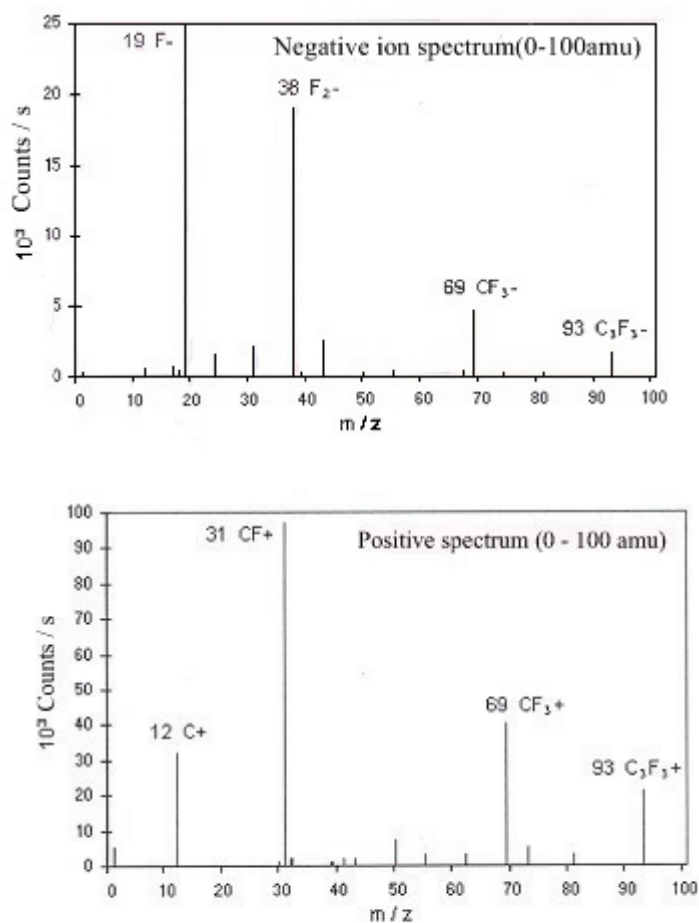 25
19 F-
Negative ion spectrum(0-100amu)
20
38 F₂-
15
10
69 CF₃-
5
93 C₃F₃-
0
10³ Counts / s
0 10 20 30 40 50 60 70 80 90 100
m / z
100
90
31 CF+
Positive spectrum (0 - 100 amu)
80
70
60
50
69 CF₃+
40
12 C+
30
93 C₃F₃+
20
10
0
10³ Counts / s
0 10 20 30 40 50 60 70 80 90 100
m / z